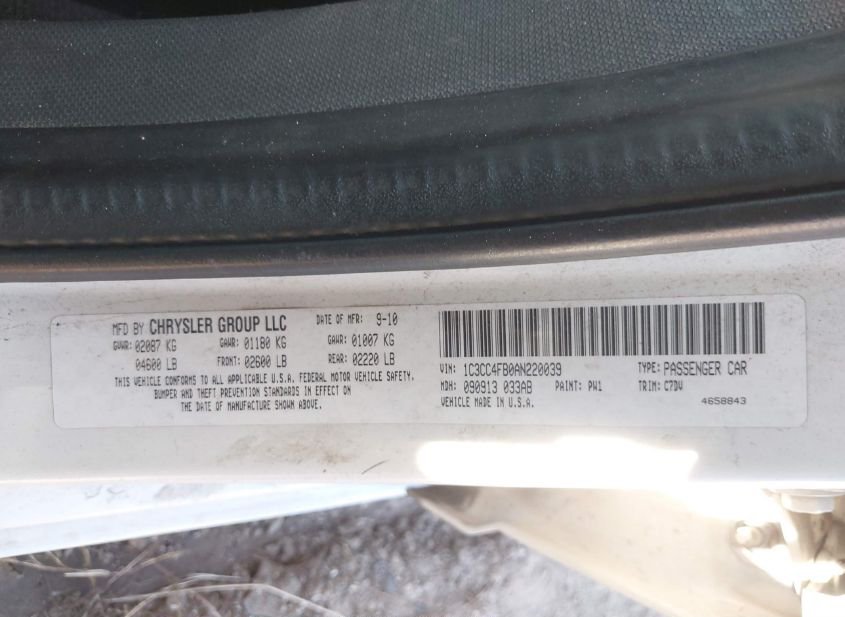 MFD BY CHRYSLER GROUP LLC DATE OF MFR: 9-10
GVWR: 02087 KG GAWR: 01180 KG GAWR: 01007 KG
04600 LB FRONT: 02600 LB REAR: 02220 LB
THIS VEHICLE CONFORMS TO ALL APPLICABLE U.S.A. FEDERAL MOTOR VEHICLE SAFETY,
BUMPER AND THEFT PREVENTION STANDARDS IN EFFECT ON
THE DATE OF MANUFACTURE SHOWN ABOVE.
VIN: 1C3CC4FB0AN220039 TYPE: PASSENGER CAR
MDH: 090913 033AB PAINT: PW1 TRIM: C7DV
VEHICLE MADE IN U.S.A. 4658843